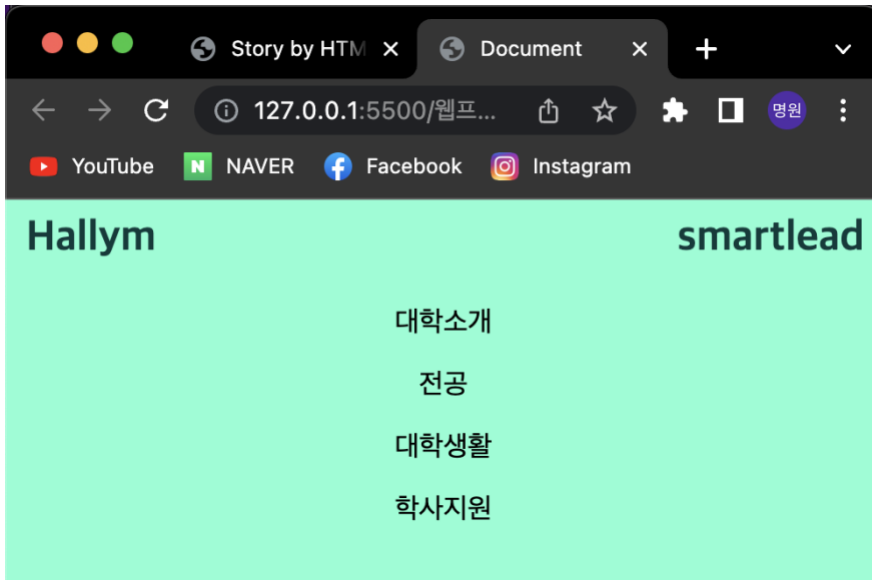 Story by HTM
Document
127.0.0.1:5500/웹프...
명원
YouTube
NAVER
Facebook
Instagram
Hallym
smartlead
대학소개
전공
대학생활
학사지원